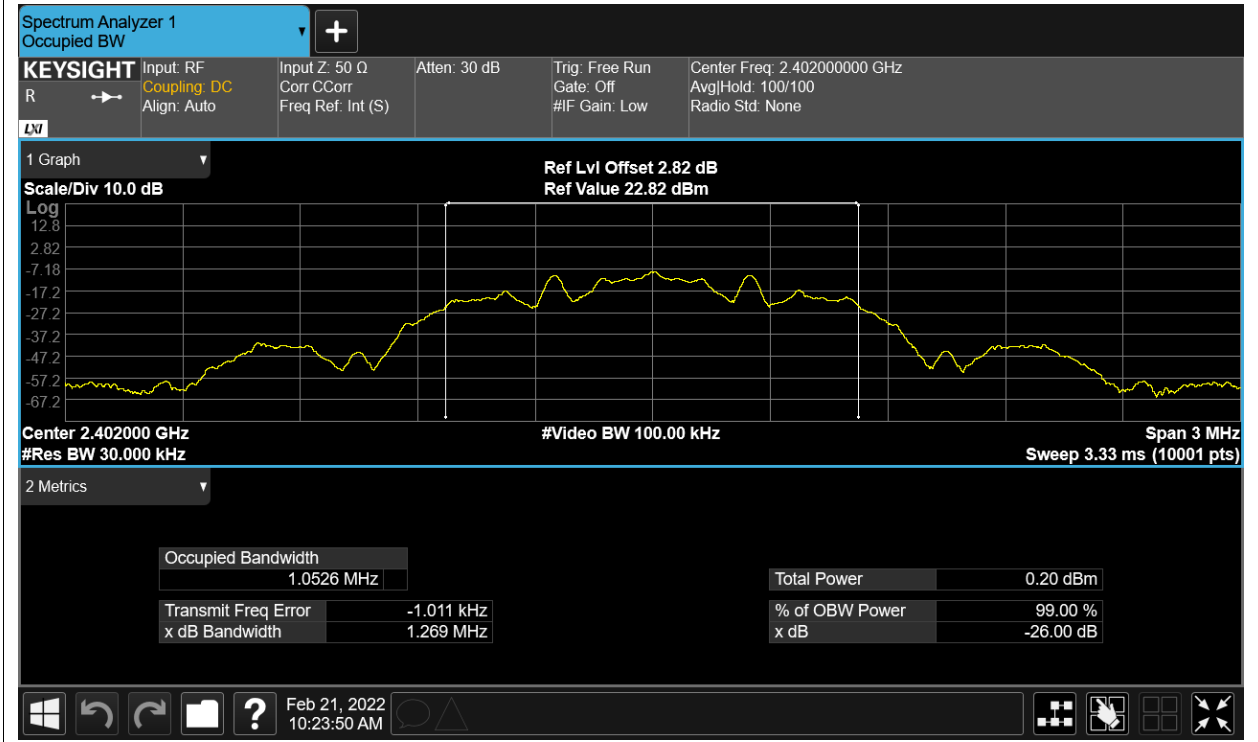 Spectrum Analyzer 1
Occupied BW
KEYSIGHT
R
LXI
Input: RF
Coupling: DC
Align: Auto
Input Z: 50 Ω
Corr CCorr
Freq Ref: Int (S)
Atten: 30 dB
Trig: Free Run
Gate: Off
#IF Gain: Low
Center Freq: 2.402000000 GHz
Avg|Hold: 100/100
Radio Std: None
1 Graph
Scale/Div 10.0 dB
Ref Lvl Offset 2.82 dB
Ref Value 22.82 dBm
Log
12.8
2.82
-7.18
-17.2
-27.2
-37.2
-47.2
-57.2
-67.2
Center 2.402000 GHz
#Video BW 100.00 kHz
Span 3 MHz
#Res BW 30.000 kHz
Sweep 3.33 ms (10001 pts)
2 Metrics
Occupied Bandwidth
1.0526 MHz
Total Power 0.20 dBm
Transmit Freq Error -1.011 kHz
% of OBW Power 99.00 %
x dB Bandwidth 1.269 MHz
x dB -26.00 dB
?
Feb 21, 2022
10:23:50 AM